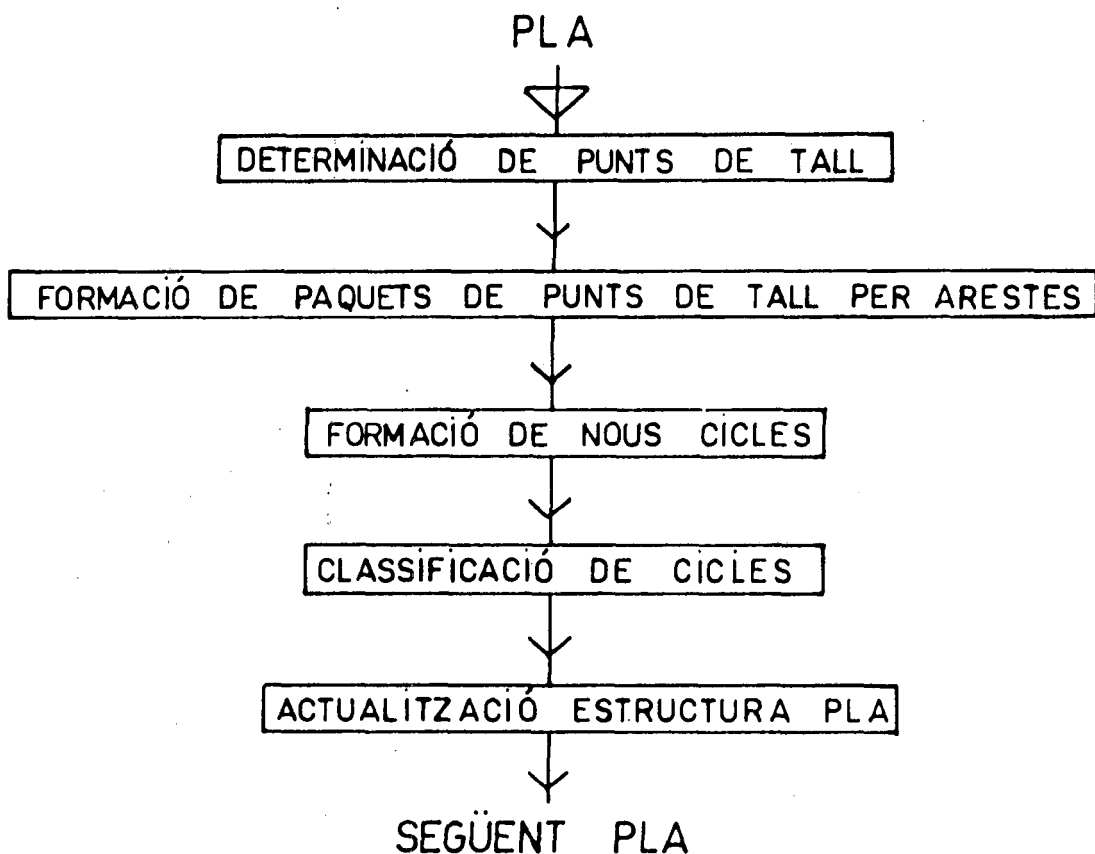 PLA
DETERMINACIÓ DE PUNTS DE TALL
FORMACIÓ DE PAQUETS DE PUNTS DE TALL PER ARESTES
FORMACIÓ DE NOUS CICLES
CLASSIFICACIÓ DE CICLES
ACTUALITZACIÓ ESTRUCTURA PLA
SEGÜENT PLA